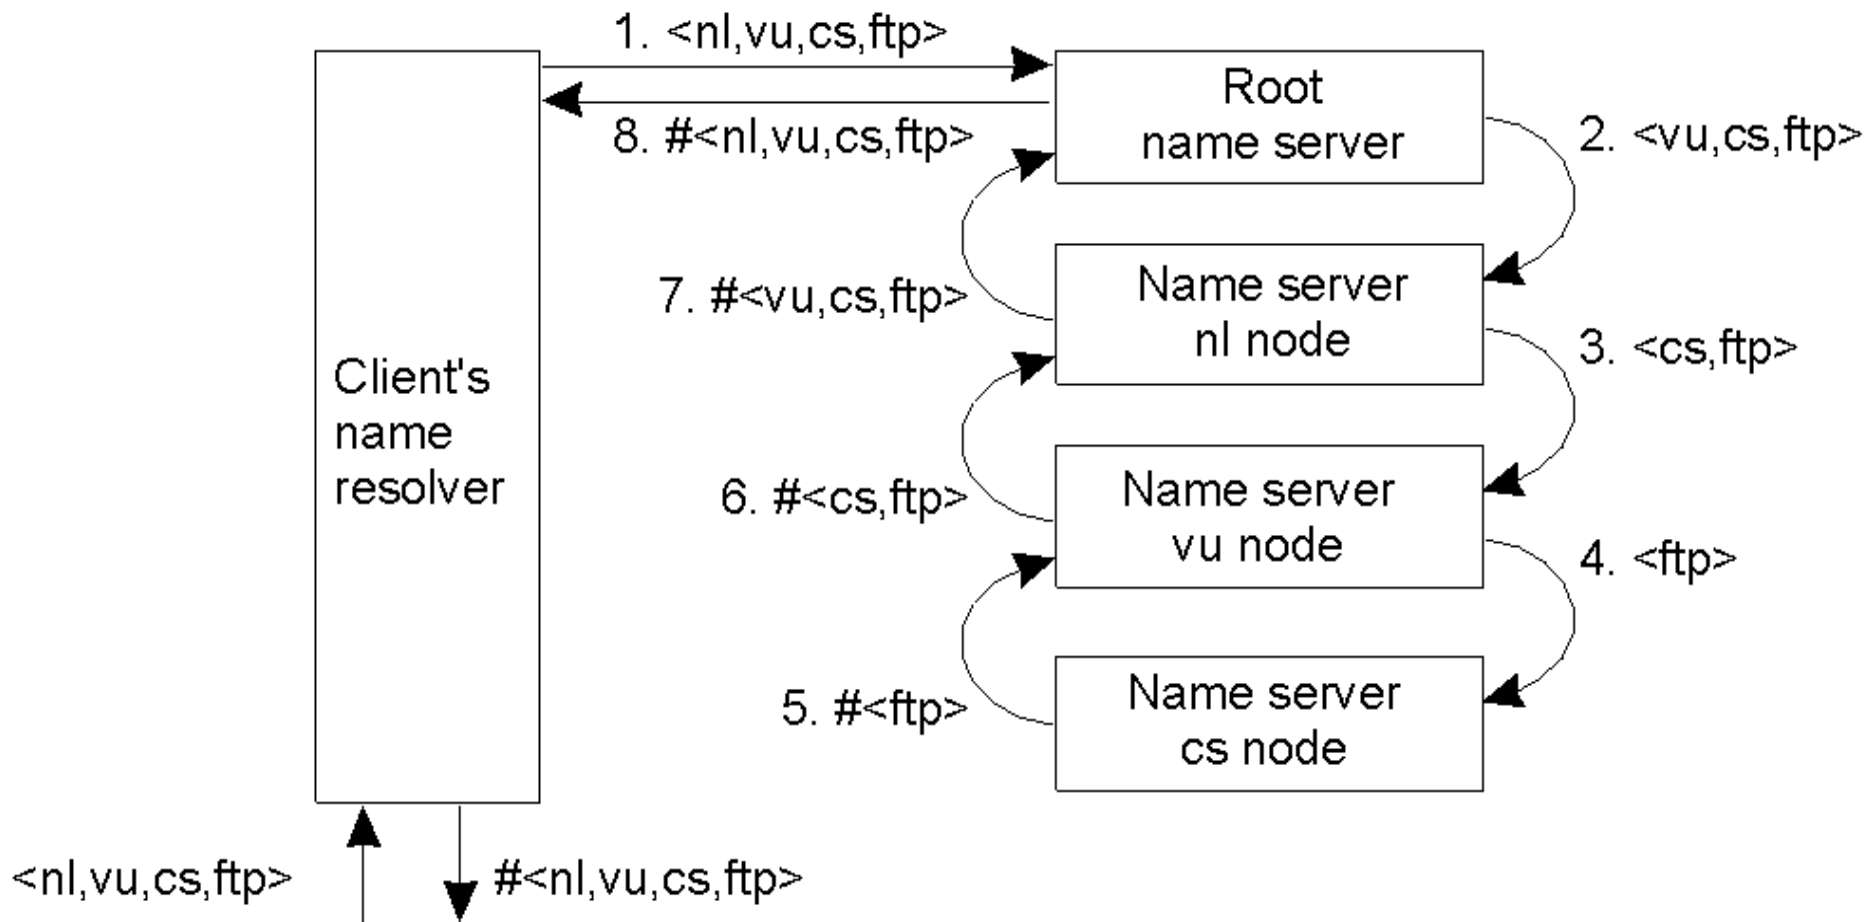 1. <nl,vu,cs,ftp>
Root
name server
8. #<nl,vu,cs,ftp>
2. <vu,cs,ftp>
Name server
nl node
7. #<vu,cs,ftp>
3. <cs,ftp>
Client's
name
resolver
Name server
vu node
6. #<cs,ftp>
4. <ftp>
Name server
cs node
5. #<ftp>
<nl,vu,cs,ftp>
#<nl,vu,cs,ftp>